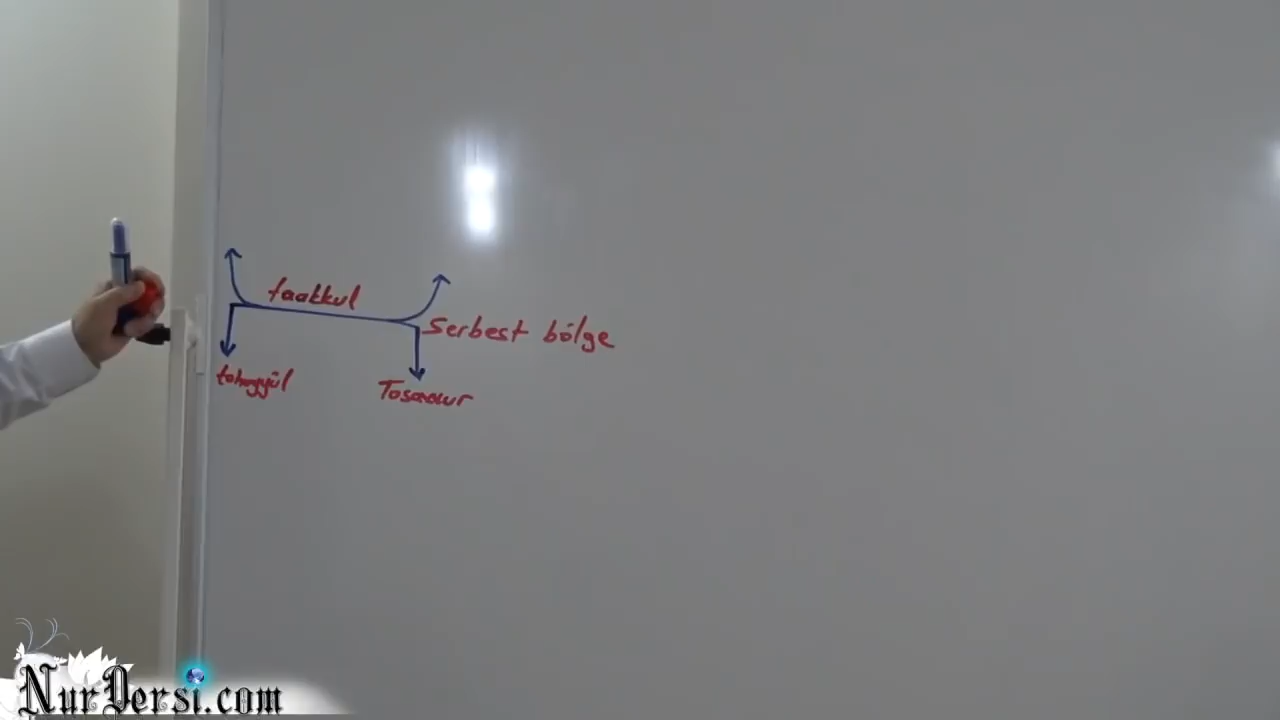 taakkul
Serbest bölge
tahayyül
Tasavvur
NurDersi.com